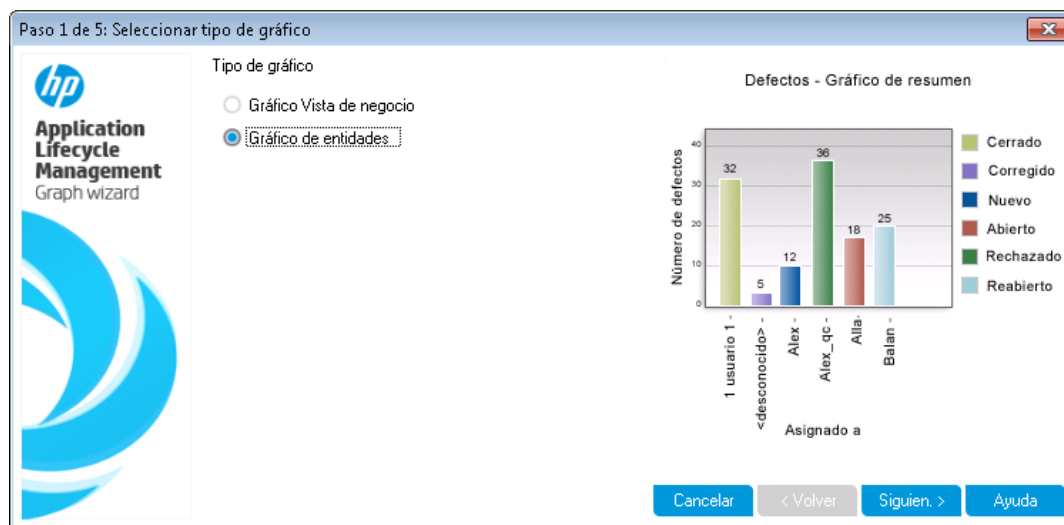 Paso 1 de 5: Seleccionar tipo de gráfico
hp
Application
Lifecycle
Management
Graph wizard
Tipo de gráfico
Gráfico Vista de negocio
Gráfico de entidades
Defectos - Gráfico de resumen
Número de defectos
40
30
20
10
0
32
5
12
36
18
25
1 usuario 1 -
<desconocido> -
Alex -
Alex_qc -
Alla-
Balan -
Asignado a
Cerrado
Corregido
Nuevo
Abierto
Rechazado
Reabierto
Cancelar
< Volver
Siguien. >
Ayuda